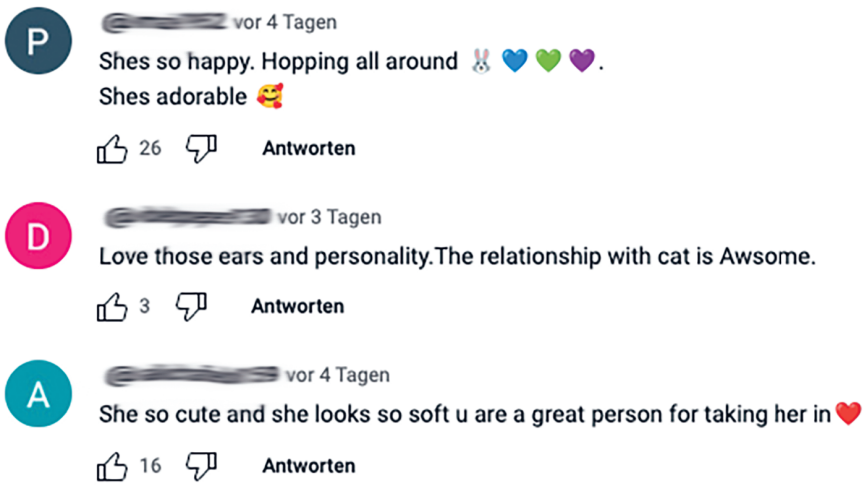 P
vor 4 Tagen
Shes so happy. Hopping all around 🐰 💙 💚 💜.
Shes adorable 🥰
26 Antworten
D
vor 3 Tagen
Love those ears and personality.The relationship with cat is Awsome.
3 Antworten
A
vor 4 Tagen
She so cute and she looks so soft u are a great person for taking her in❤️
16 Antworten